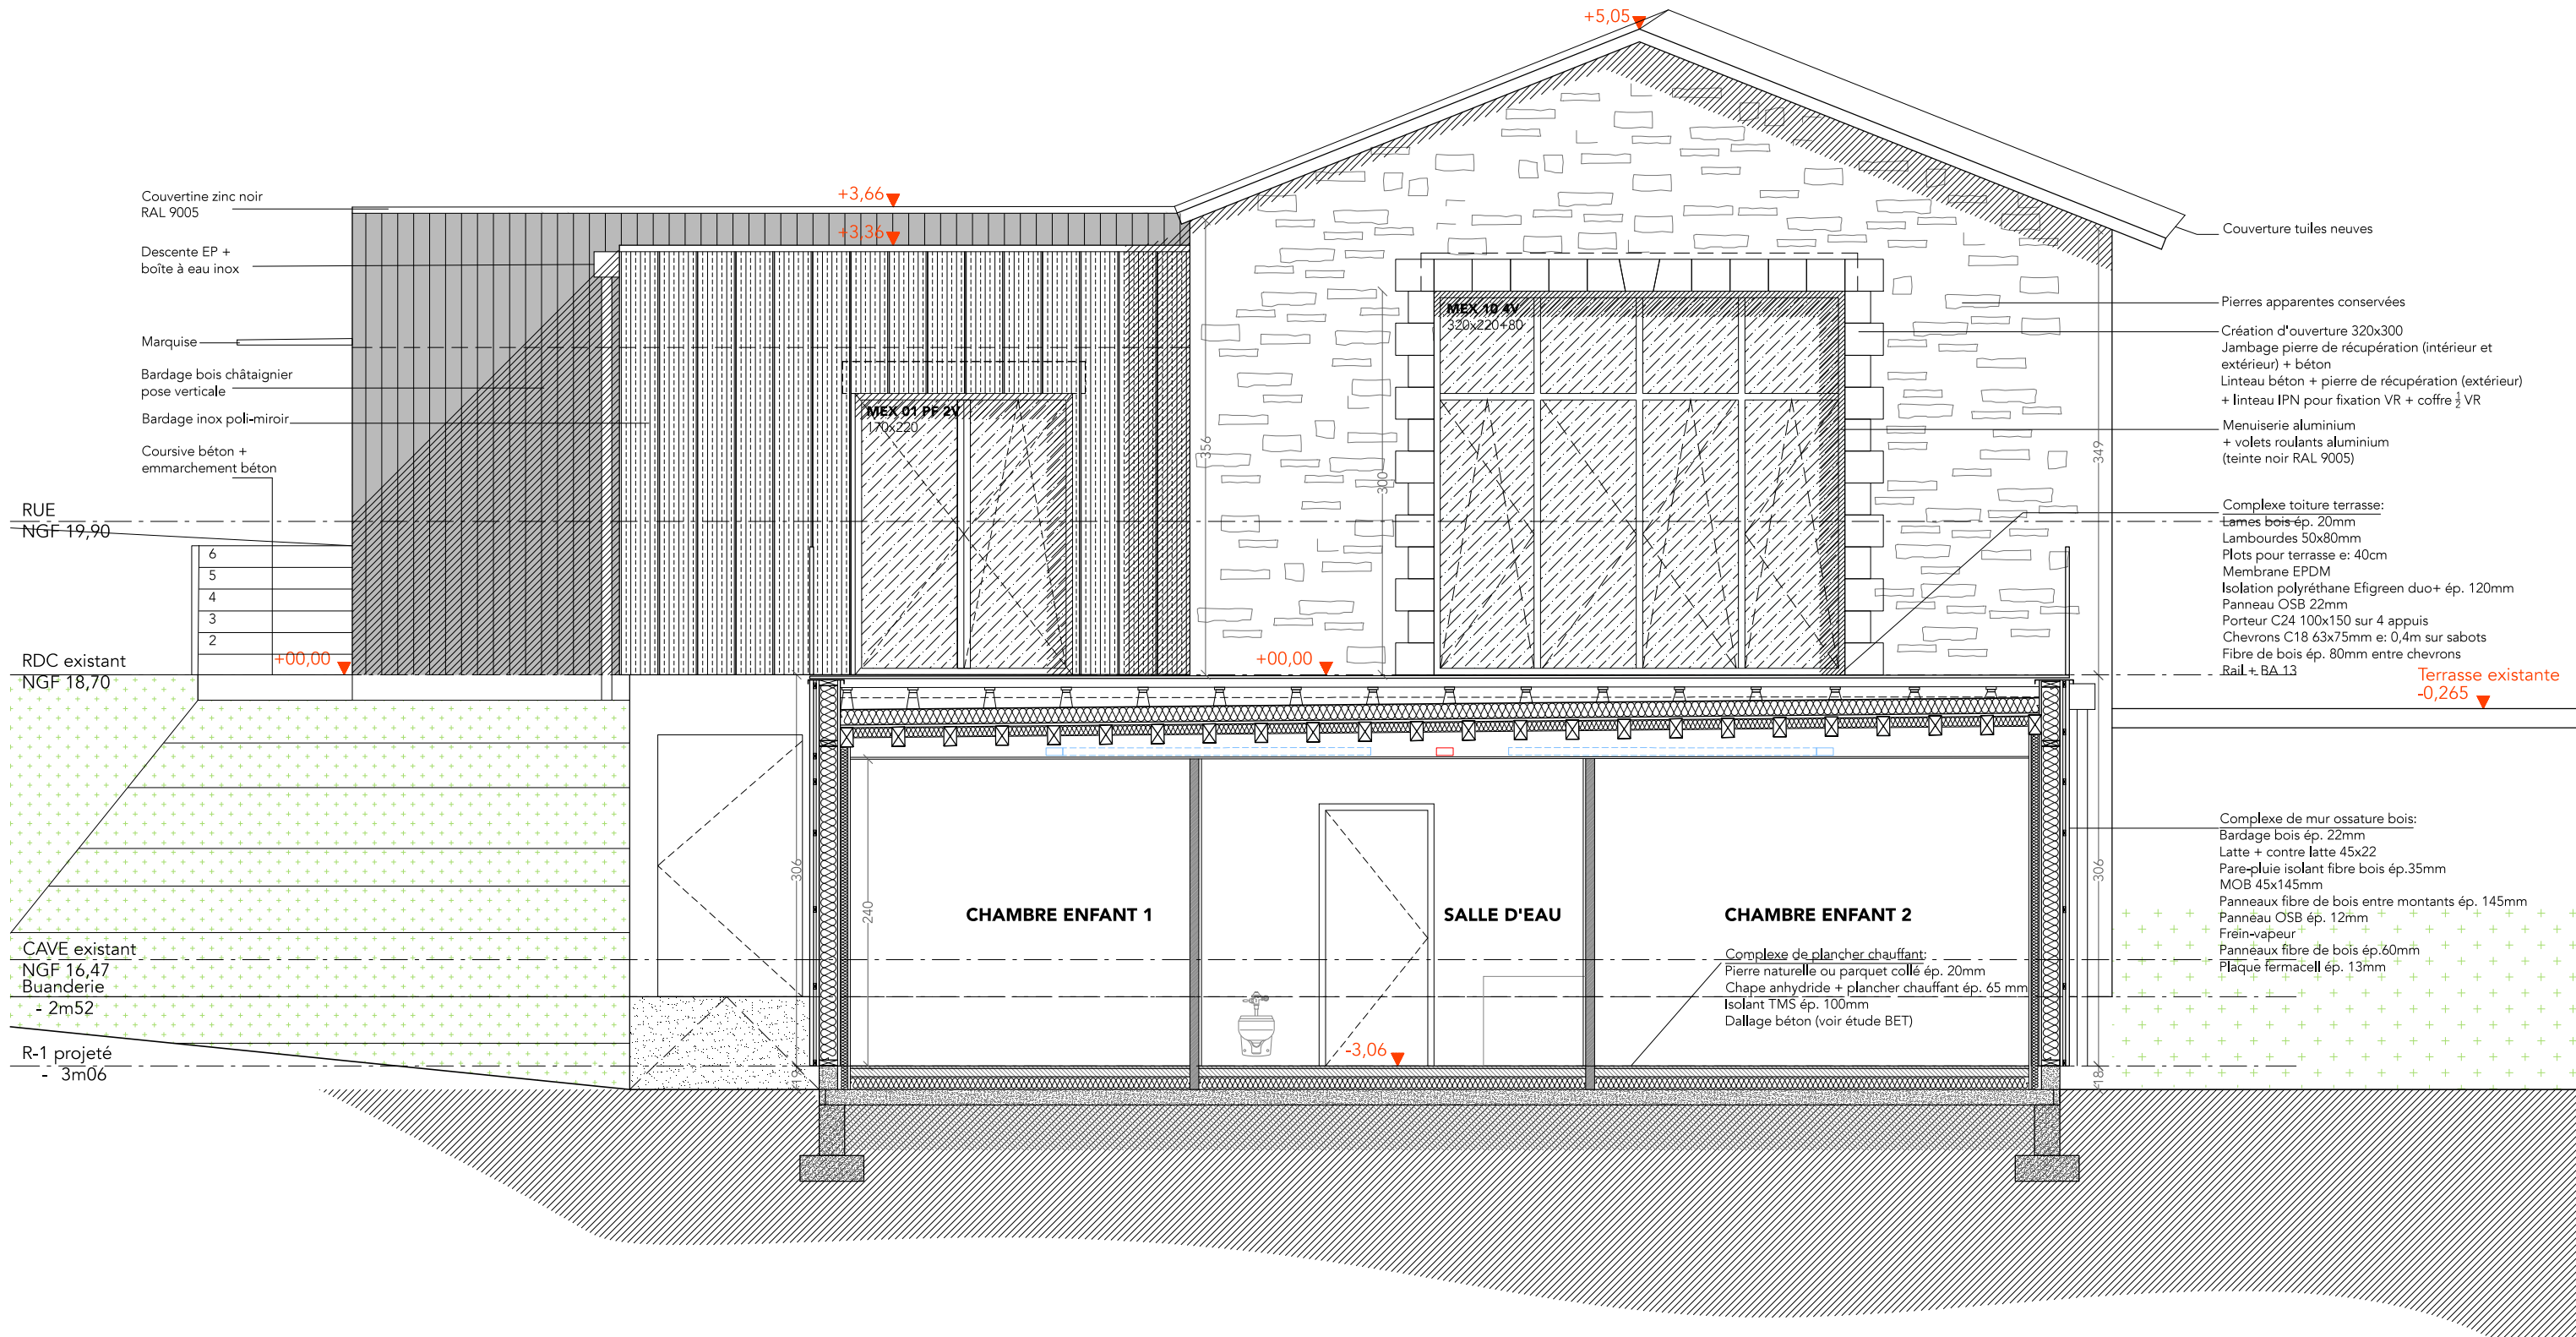 +5,05
Couvertine zinc noir
RAL 9005
+3,66
+3.36
Descente EP +
boîte à eau inox
Marquise
Bardage bois châtaignier
pose verticale
Bardage inox poli-miroir
Coursive béton +
emmarchement béton
MEX 01 PF 2V
170x220
MEX 10 4V
320x220+80
356
300
349
Couverture tuiles neuves
Pierres apparentes conservées
Création d'ouverture 320x300
Jambage pierre de récupération (intérieur et
extérieur) + béton
Linteau béton + pierre de récupération (extérieur)
+ linteau IPN pour fixation VR + coffre ½ VR
Menuiserie aluminium
+ volets roulants aluminium
(teinte noir RAL 9005)
RUE
NGF 19,90
6
5
4
3
2
RDC existant
NGF 18,70
+00,00
+00,00
Complexe toiture terrasse:
Lames bois ép. 20mm
Lambourdes 50x80mm
Plots pour terrasse e: 40cm
Membrane EPDM
Isolation polyréthane Efigreen duo+ ép. 120mm
Panneau OSB 22mm
Porteur C24 100x150 sur 4 appuis
Chevrons C18 63x75mm e: 0,4m sur sabots
Fibre de bois ép. 80mm entre chevrons
Rail + BA 13
Terrasse existante
-0,265
306
240
306
CHAMBRE ENFANT 1
SALLE D'EAU
CHAMBRE ENFANT 2
Complexe de plancher chauffant:
Pierre naturelle ou parquet collé ép. 20mm
Chape anhydride + plancher chauffant ép. 65 mm
Isolant TMS ép. 100mm
Dallage béton (voir étude BET)
Complexe de mur ossature bois:
Bardage bois ép. 22mm
Latte + contre latte 45x22
Pare-pluie isolant fibre bois ép.35mm
MOB 45x145mm
Panneaux fibre de bois entre montants ép. 145mm
Panneau OSB ép. 12mm
Frein-vapeur
Panneaux fibre de bois ép.60mm
Plaque fermacell ép. 13mm
CAVE existant
NGF 16,47
Buanderie
- 2m52
R-1 projeté
- 3m06
-3,06
18